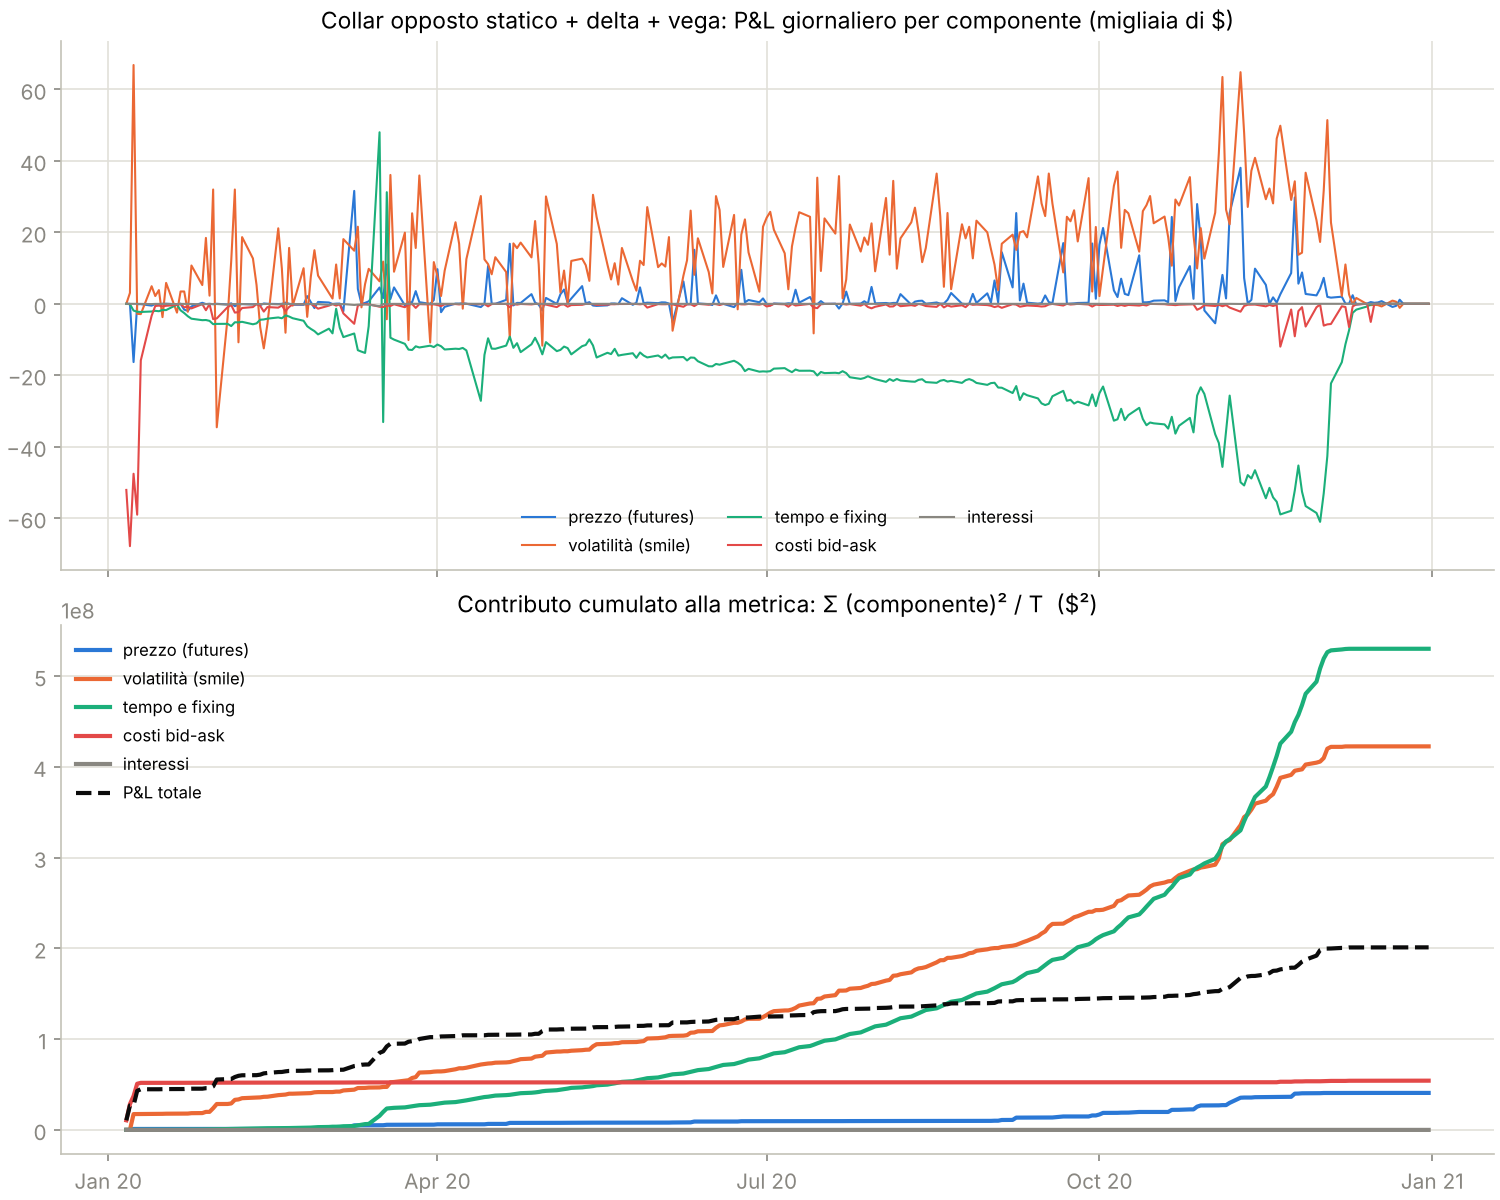 Collar opposto statico + delta + vega: P&L giornaliero per componente (migliaia di $)
60
40
20
0
−20
−40
−60
prezzo (futures)
volatilità (smile)
tempo e fixing
costi bid-ask
interessi
1e8
Contributo cumulato alla metrica: Σ (componente)² / T  ($²)
prezzo (futures)
volatilità (smile)
tempo e fixing
costi bid-ask
interessi
P&L totale
5
4
3
2
1
0
Jan 20
Apr 20
Jul 20
Oct 20
Jan 21